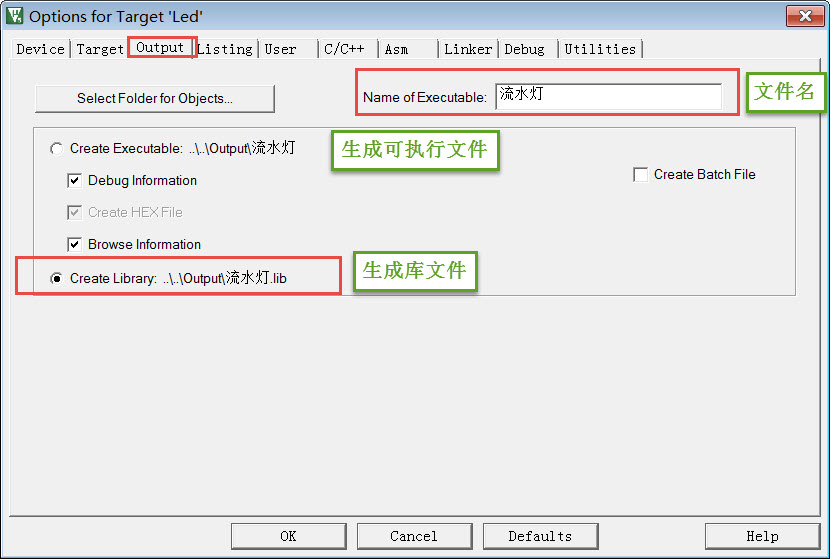 Options for Target 'Led'
Device Target Output Listing User C/C++ Asm Linker Debug Utilities
Select Folder for Objects... Name of Executable: 流水灯 文件名
Create Executable: ..\..\Output\流水灯 生成可执行文件
Debug Information Create Batch File
Create HEX File
Browse Information
Create Library: ..\..\Output\流水灯.lib 生成库文件
OK Cancel Defaults Help